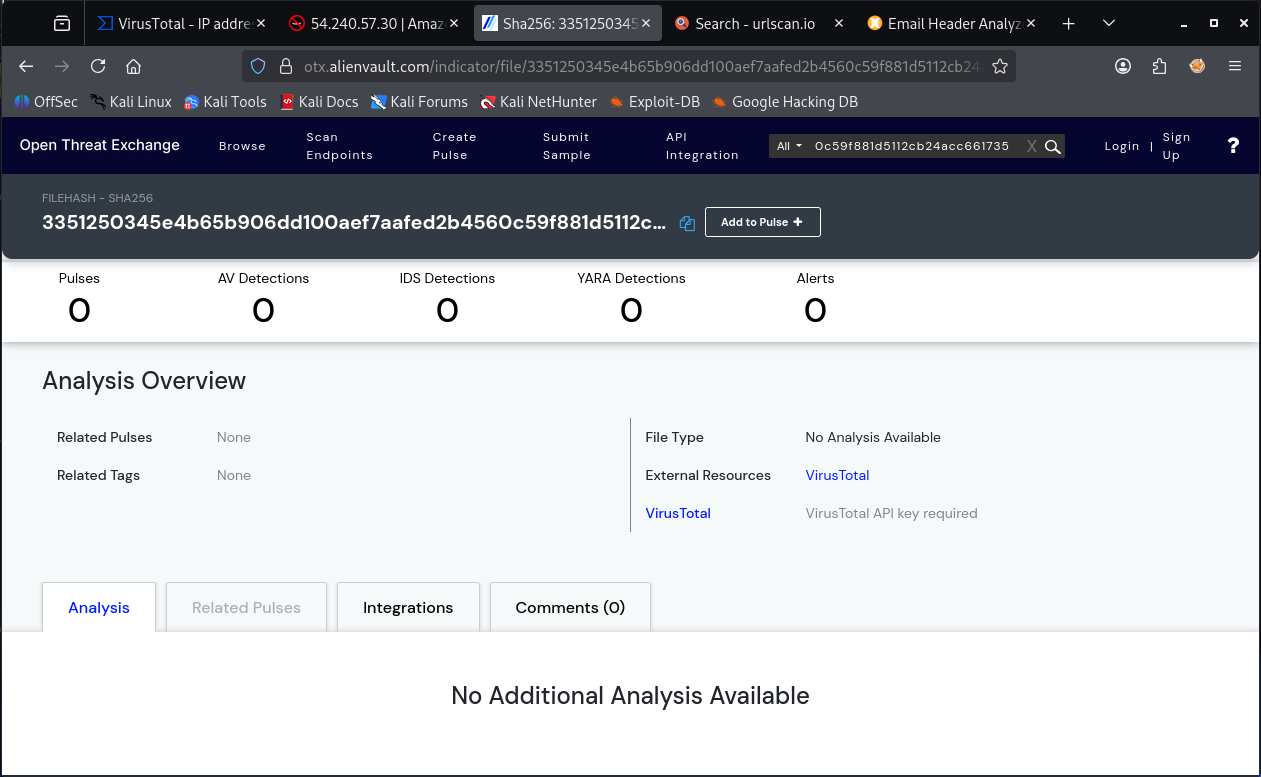 VirusTotal - IP addre
54.240.57.30 | Amaz
Sha256: 3351250345
Search - urlscan.io
Email Header Analyz
otx.alienvault.com/indicator/file/3351250345e4b65b906dd100aef7aafed2b4560c59f881d5112cb24
OffSec
Kali Linux
Kali Tools
Kali Docs
Kali Forums
Kali NetHunter
Exploit-DB
Google Hacking DB
Open Threat Exchange
Browse
Scan
Endpoints
Create
Pulse
Submit
Sample
API
Integration
All
0c59f881d5112cb24acc661735
X
Login
|
Sign
Up
?
FILEHASH - SHA256
3351250345e4b65b906dd100aef7aafed2b4560c59f881d5112c...
Add to Pulse +
Pulses
0
AV Detections
0
IDS Detections
0
YARA Detections
0
Alerts
0
Analysis Overview
Related Pulses
None
Related Tags
None
File Type
No Analysis Available
External Resources
VirusTotal
VirusTotal
VirusTotal API key required
Analysis
Related Pulses
Integrations
Comments (0)
No Additional Analysis Available